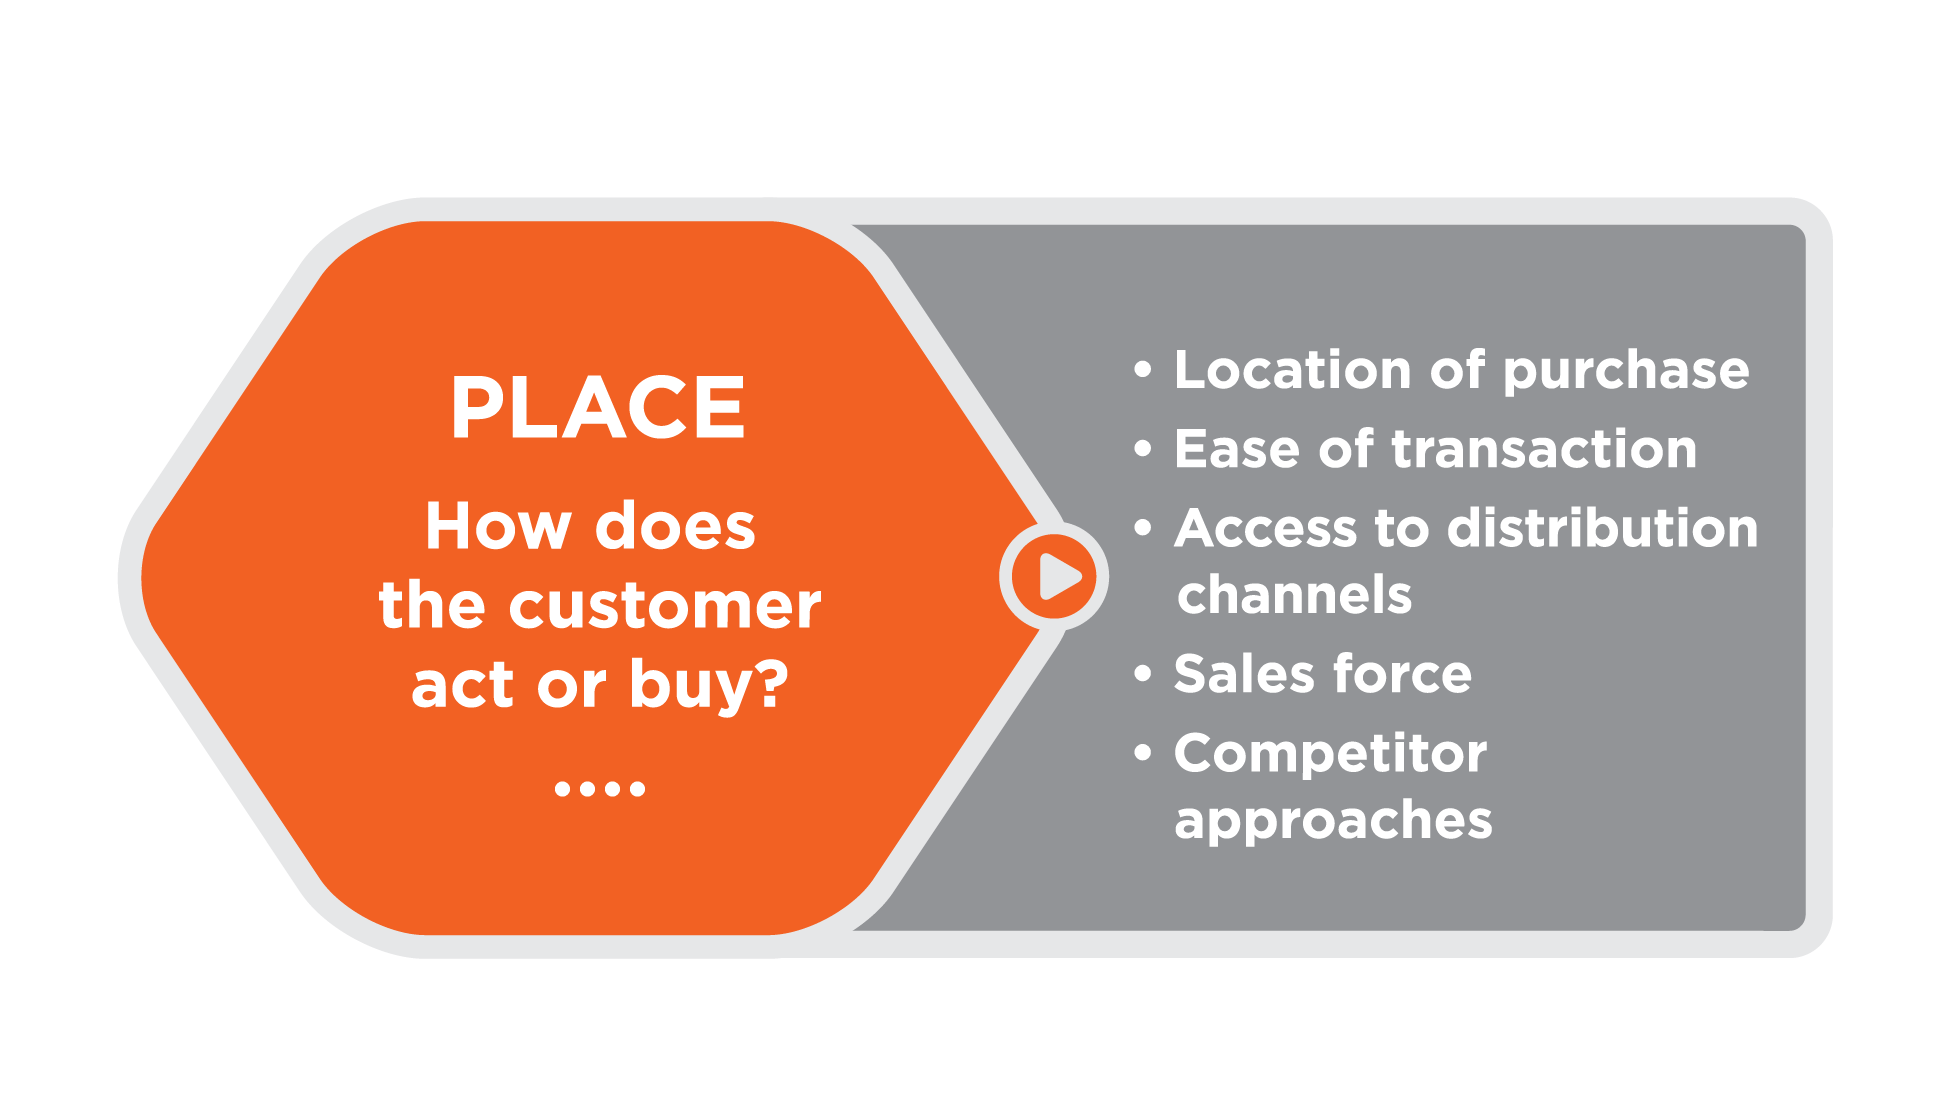 PLACE
How does
the customer
act or buy?
....
• Location of purchase
• Ease of transaction
• Access to distribution
channels
• Sales force
• Competitor
approaches